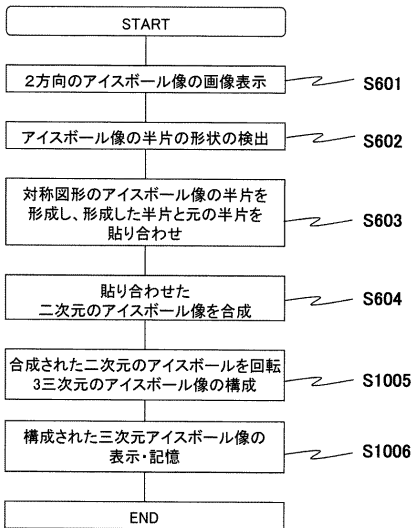 START
2方向のアイスボール像の画像表示
S601
アイスボール像の半片の形状の検出
S602
対称図形のアイスボール像の半片を
形成し、形成した半片と元の半片を
貼り合わせ
S603
貼り合わせた
二次元のアイスボール像を合成
S604
合成された二次元のアイスボールを回転
3三次元のアイスボール像の構成
S1005
構成された三次元アイスボール像の
表示・記憶
S1006
END